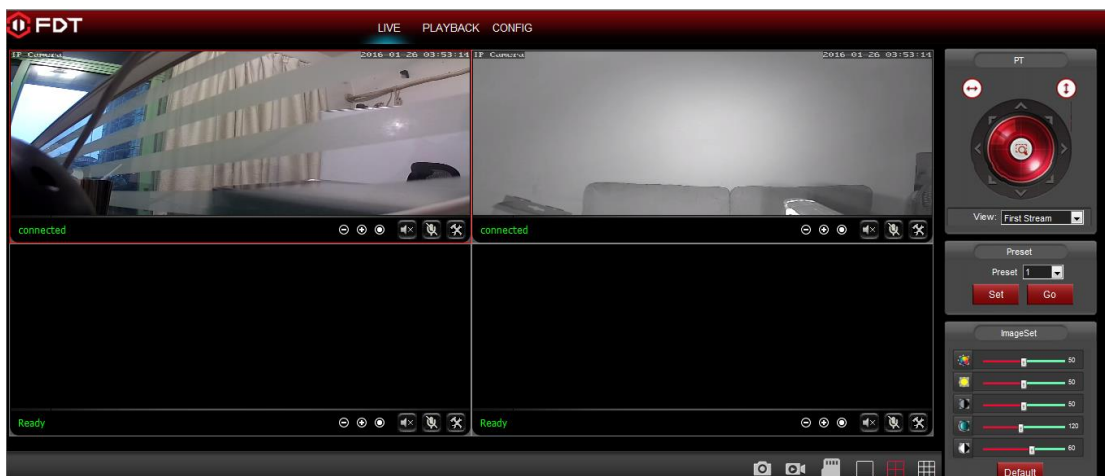 FDT
LIVE PLAYBACK CONFIG
IP Camera 2016-01-26 03:53:14
IP Camera 2016-01-26 03:53:14
connected
connected
Ready
Ready
PT
View: First Stream
Preset
Preset 1
Set Go
ImageSet
50
50
50
120
60
Default